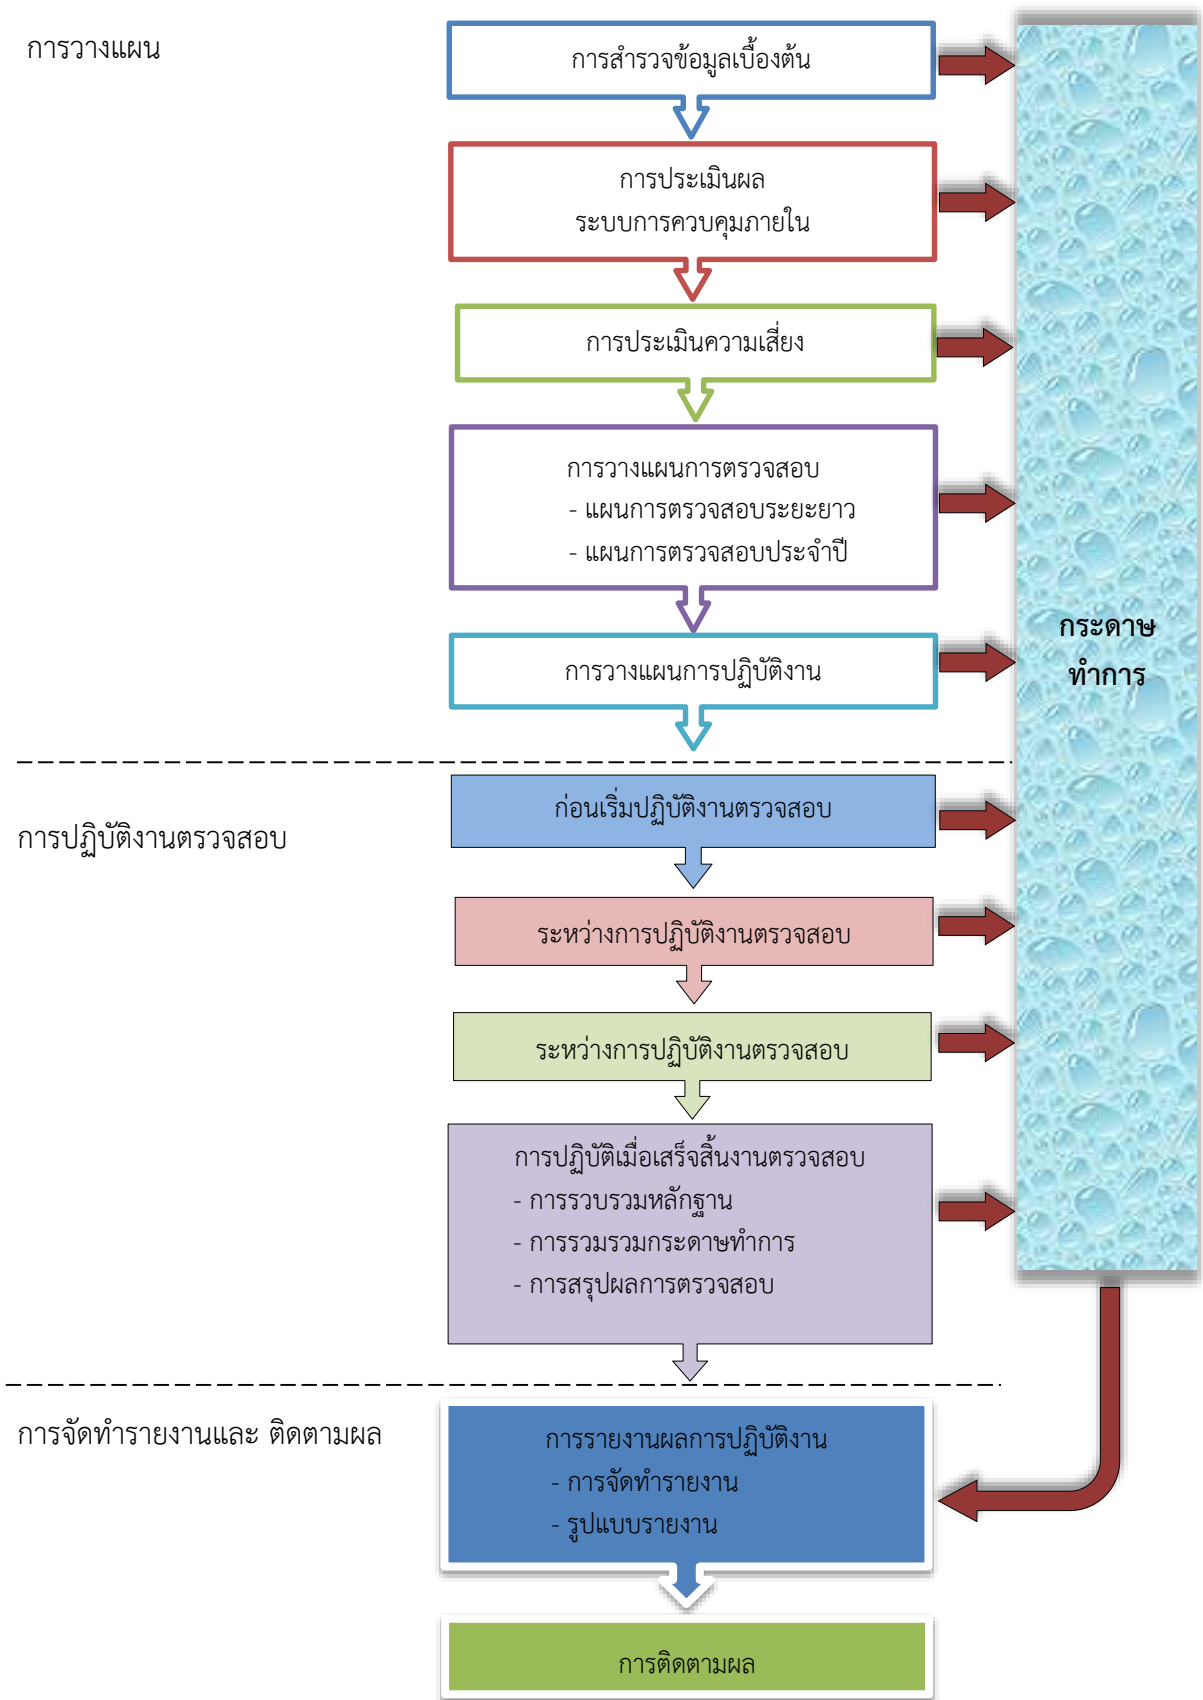 การวางแผน
การสำรวจข้อมูลเบื้องต้น
การประเมินผล
ระบบการควบคุมภายใน
การประเมินความเสี่ยง
การวางแผนการตรวจสอบ
- แผนการตรวจสอบระยะยาว
- แผนการตรวจสอบประจำปี
การวางแผนการปฏิบัติงาน
กระดาษ
ทำการ
การปฏิบัติงานตรวจสอบ
ก่อนเริ่มปฏิบัติงานตรวจสอบ
ระหว่างการปฏิบัติงานตรวจสอบ
ระหว่างการปฏิบัติงานตรวจสอบ
การปฏิบัติเมื่อเสร็จสิ้นงานตรวจสอบ
- การรวบรวมหลักฐาน
- การรวมรวมกระดาษทำการ
- การสรุปผลการตรวจสอบ
การจัดทำรายงานและ ติดตามผล
การรายงานผลการปฏิบัติงาน
- การจัดทำรายงาน
- รูปแบบรายงาน
การติดตามผล